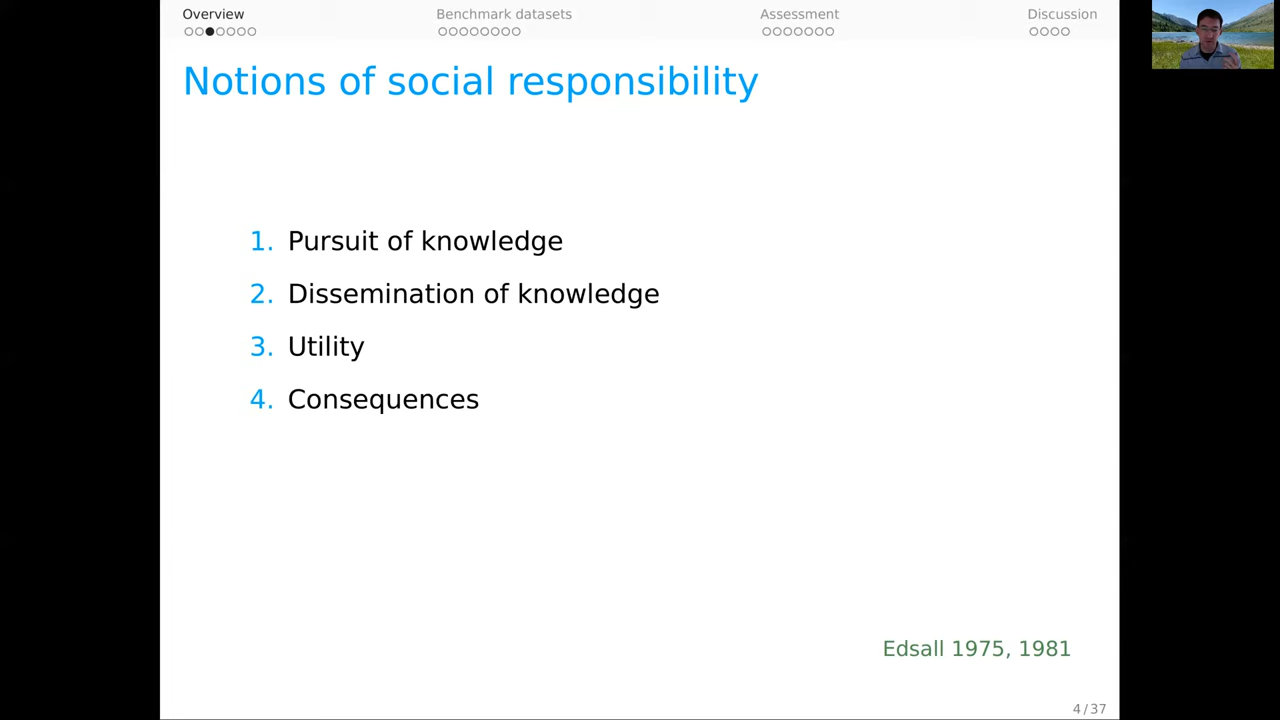 Overview
Benchmark datasets
Assessment
Discussion
Notions of social responsibility
1. Pursuit of knowledge
2. Dissemination of knowledge
3. Utility
4. Consequences
Edsall 1975, 1981
4 / 37